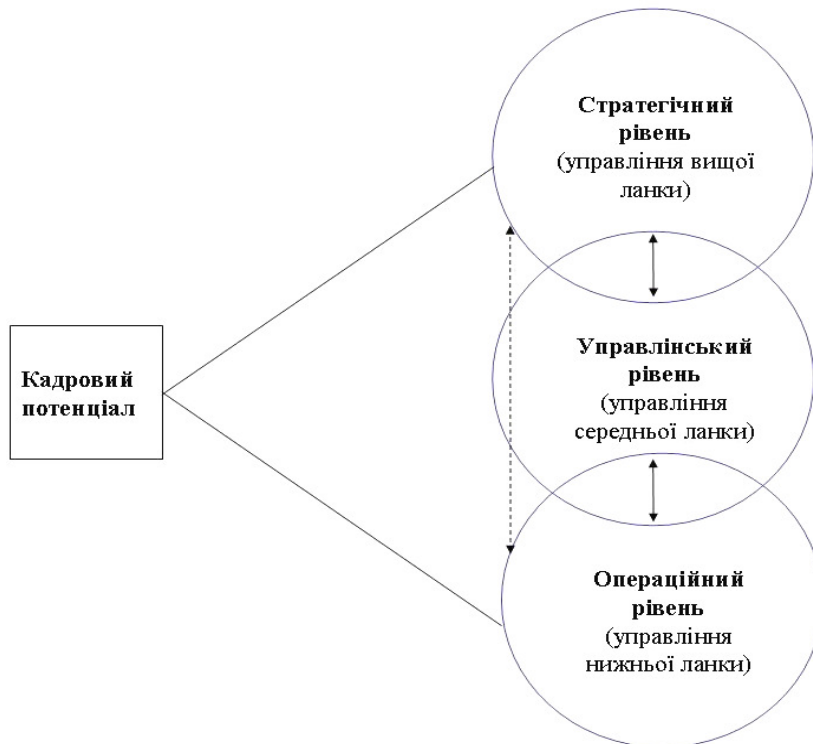 Стратегічний
рівень
(управління вищої
ланки)
Кадровий
потенціал
Управлінський
рівень
(управління
середньої ланки)
Операційний
рівень
(управління
нижньої ланки)